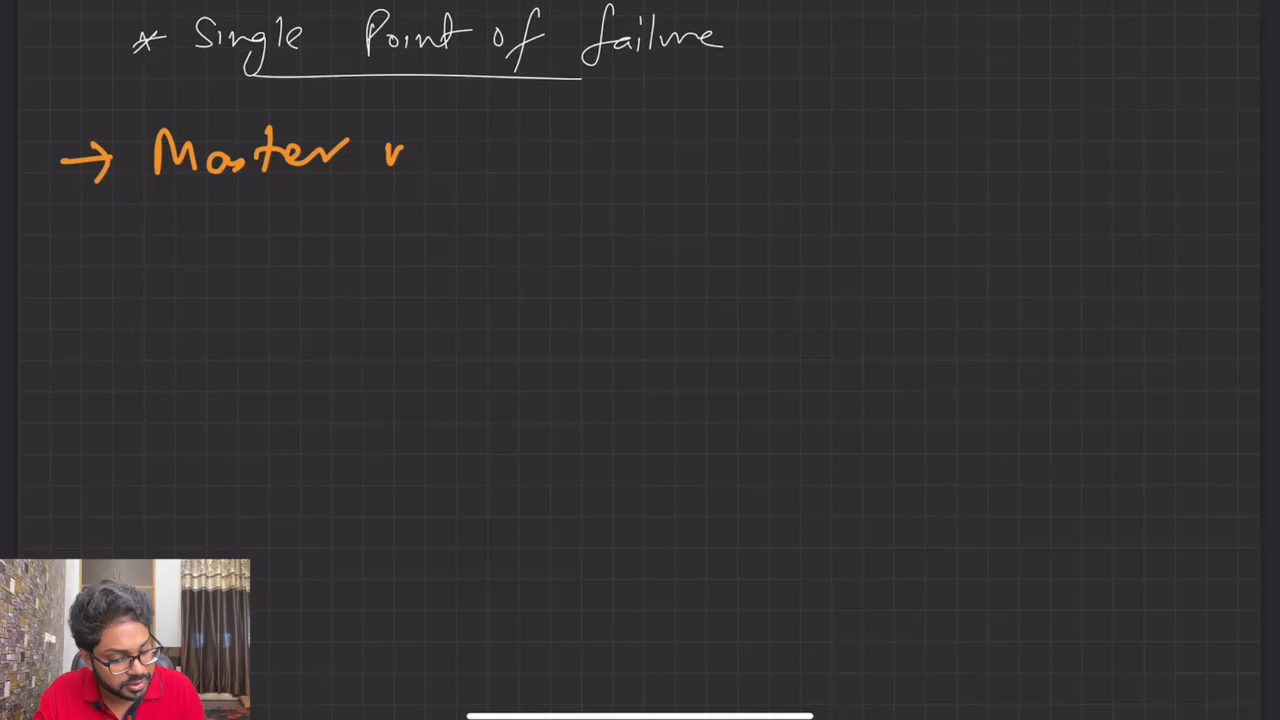 * Single Point of failure
→ Master